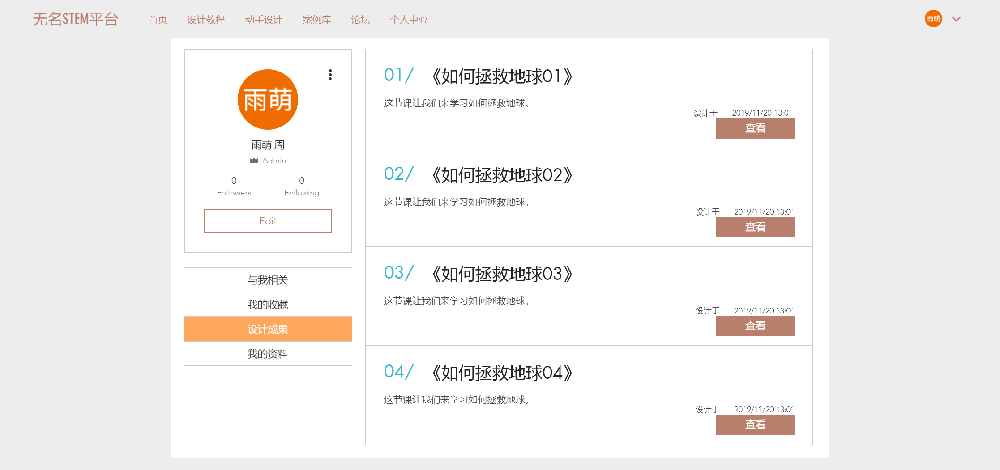 无名STEM平台 首页 设计教程 动手设计 案例库 论坛 个人中心 雨萌
雨萌
雨萌 周
Admin
0 0
Followers Following
Edit
与我相关
我的收藏
设计成果
我的资料
01/ 《如何拯救地球01》
这节课让我们来学习如何拯救地球。
设计于 2019/11/20 13:01
查看
02/ 《如何拯救地球02》
这节课让我们来学习如何拯救地球。
设计于 2019/11/20 13:01
查看
03/ 《如何拯救地球03》
这节课让我们来学习如何拯救地球。
设计于 2019/11/20 13:01
查看
04/ 《如何拯救地球04》
这节课让我们来学习如何拯救地球。
设计于 2019/11/20 13:01
查看